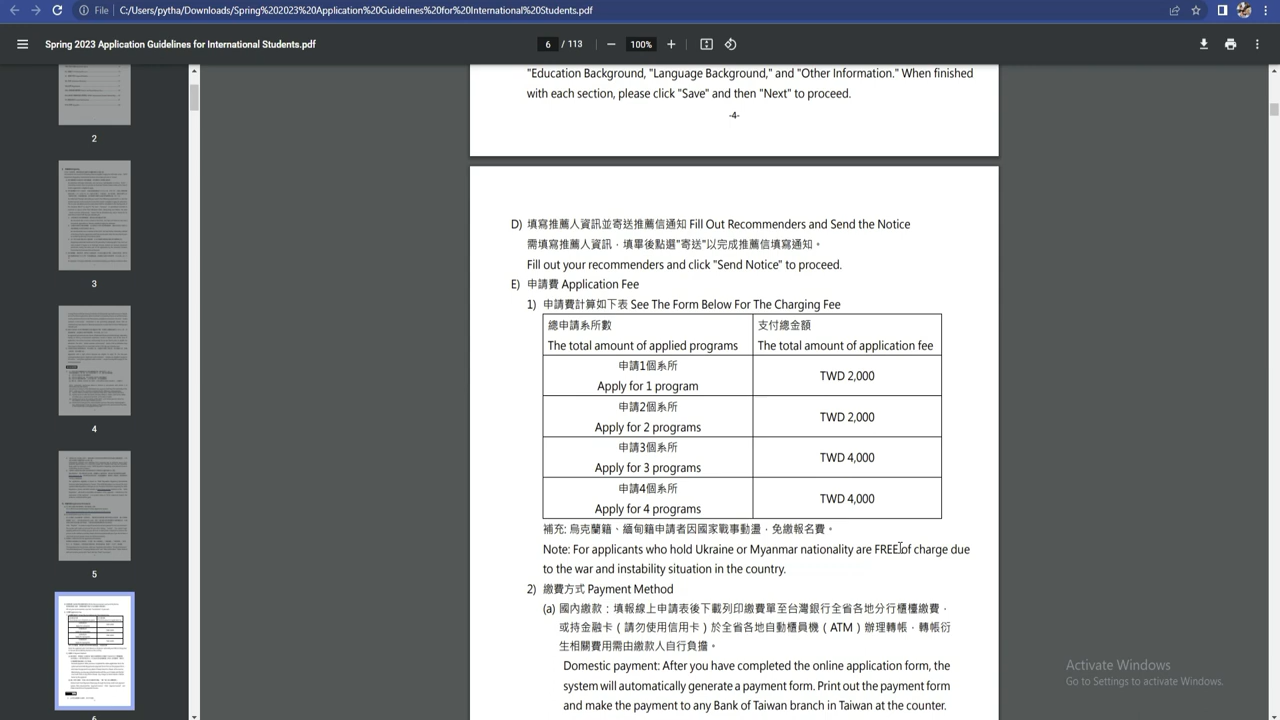 File
C:/Users/pytha/Downloads/Spring%202023%20Application%20Guidelines%20for%20International%20Students.pdf
Spring 2023 Application Guidelines for International Students.pdf
6 / 113
100%
"Education Background, "Language Background," and "Other Information." When finished
with each section, please click "Save" and then "Next" to proceed.
-4-
2
3
4
5
6
D) 填寫推薦人資訊並寄送推薦信通知 Fill Out Recommenders and Send the Notice
需填寫推薦人資訊，填畢後點選"寄送"以完成推薦信填寫通知。
Fill out your recommenders and click "Send Notice" to proceed.
E) 申請費 Application Fee
1) 申請費計算如下表 See The Form Below For The Charging Fee
總申請系所數
The total amount of applied programs
支付總金額
The total amount of application fee
申請1個系所
Apply for 1 program
TWD 2,000
申請2個系所
Apply for 2 programs
TWD 2,000
申請3個系所
Apply for 3 programs
TWD 4,000
申請4個系所
Apply for 4 programs
TWD 4,000
補充: 烏克蘭籍、緬甸籍申請者因國家戰事動盪，免繳報名費。
Note: For applicants who hold Ukraine or Myanmar nationality are FREE of charge due
to the war and instability situation in the country.
2) 繳費方式 Payment Method
(a) 國內繳款：填報線上申請表後下載列印繳費單至台灣銀行全省各地分行櫃檯繳費，
或持金融卡（請勿使用信用卡）於全省各地自動櫃員機（ATM）辦理轉帳，轉帳衍
生相關費用需由繳款人自行負擔。
Domestic payment: After you have completed the online application form, the
system will automatically generate a payment form. Print out the payment form
and make the payment to any Bank of Taiwan branch in Taiwan at the counter.
Activate Windows
Go to Settings to activate Windows.